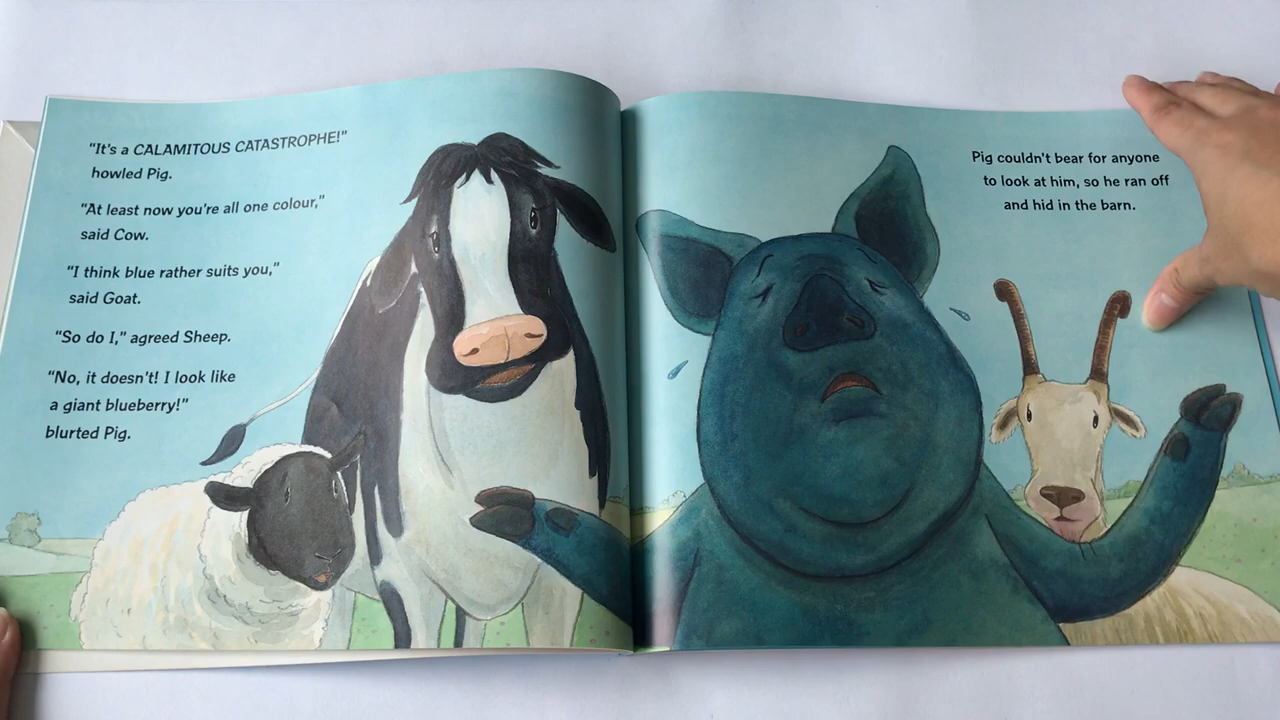 "It's a CALAMITOUS CATASTROPHE!"
howled Pig.
"At least now you're all one colour,"
said Cow.
"I think blue rather suits you,"
said Goat.
"So do I," agreed Sheep.
"No, it doesn't! I look like
a giant blueberry!"
blurted Pig.
Pig couldn't bear for anyone
to look at him, so he ran off
and hid in the barn.